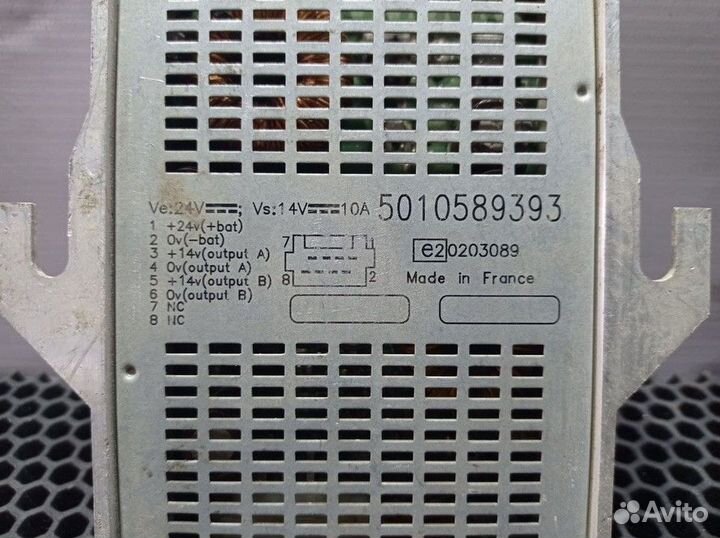 Ve:24V⎓; Vs:14V⎓10A 5010589393
1 +24v(+bat)
2 0v(-bat)
3 +14v(output A)
4 0v(output A)
5 +14v(output B)
6 0v(output B)
7 NC
8 NC
7 1
8 2
e2 0203089
Made in France
Avito